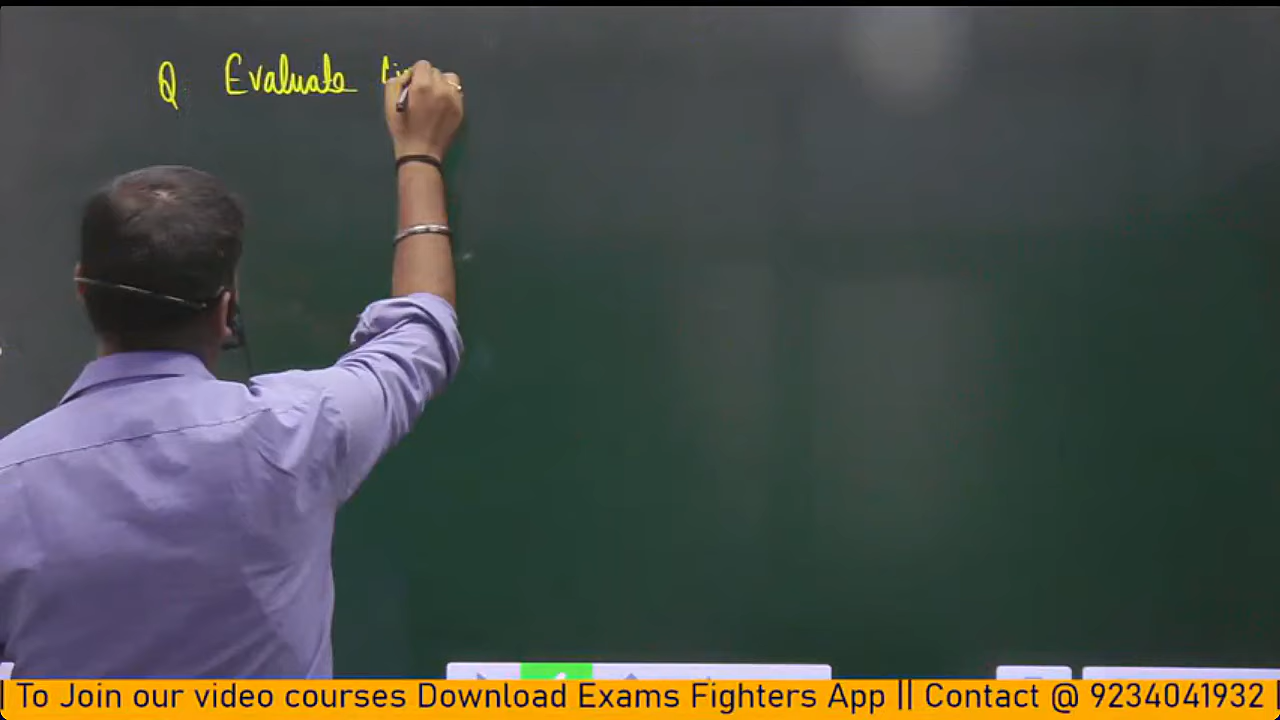 Q. Evaluate
| To Join our video courses Download Exams Fighters App || Contact @ 9234041932 |